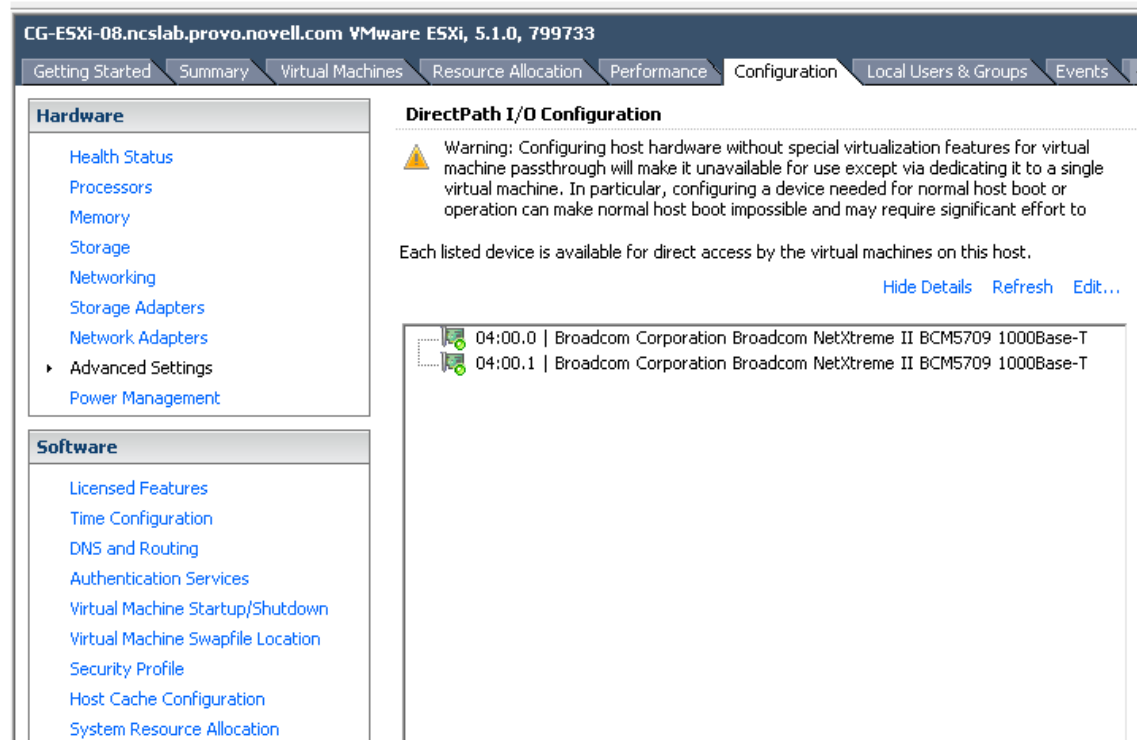 CG-ESXi-08.ncslab.provo.novell.com VMware ESXi, 5.1.0, 799733
Getting Started Summary Virtual Machines Resource Allocation Performance Configuration Local Users & Groups Events
Hardware
Health Status
Processors
Memory
Storage
Networking
Storage Adapters
Network Adapters
Advanced Settings
Power Management
Software
Licensed Features
Time Configuration
DNS and Routing
Authentication Services
Virtual Machine Startup/Shutdown
Virtual Machine Swapfile Location
Security Profile
Host Cache Configuration
System Resource Allocation
DirectPath I/O Configuration
Warning: Configuring host hardware without special virtualization features for virtual
machine passthrough will make it unavailable for use except via dedicating it to a single
virtual machine. In particular, configuring a device needed for normal host boot or
operation can make normal host boot impossible and may require significant effort to
Each listed device is available for direct access by the virtual machines on this host.
Hide Details Refresh Edit...
04:00.0 | Broadcom Corporation Broadcom NetXtreme II BCM5709 1000Base-T
04:00.1 | Broadcom Corporation Broadcom NetXtreme II BCM5709 1000Base-T